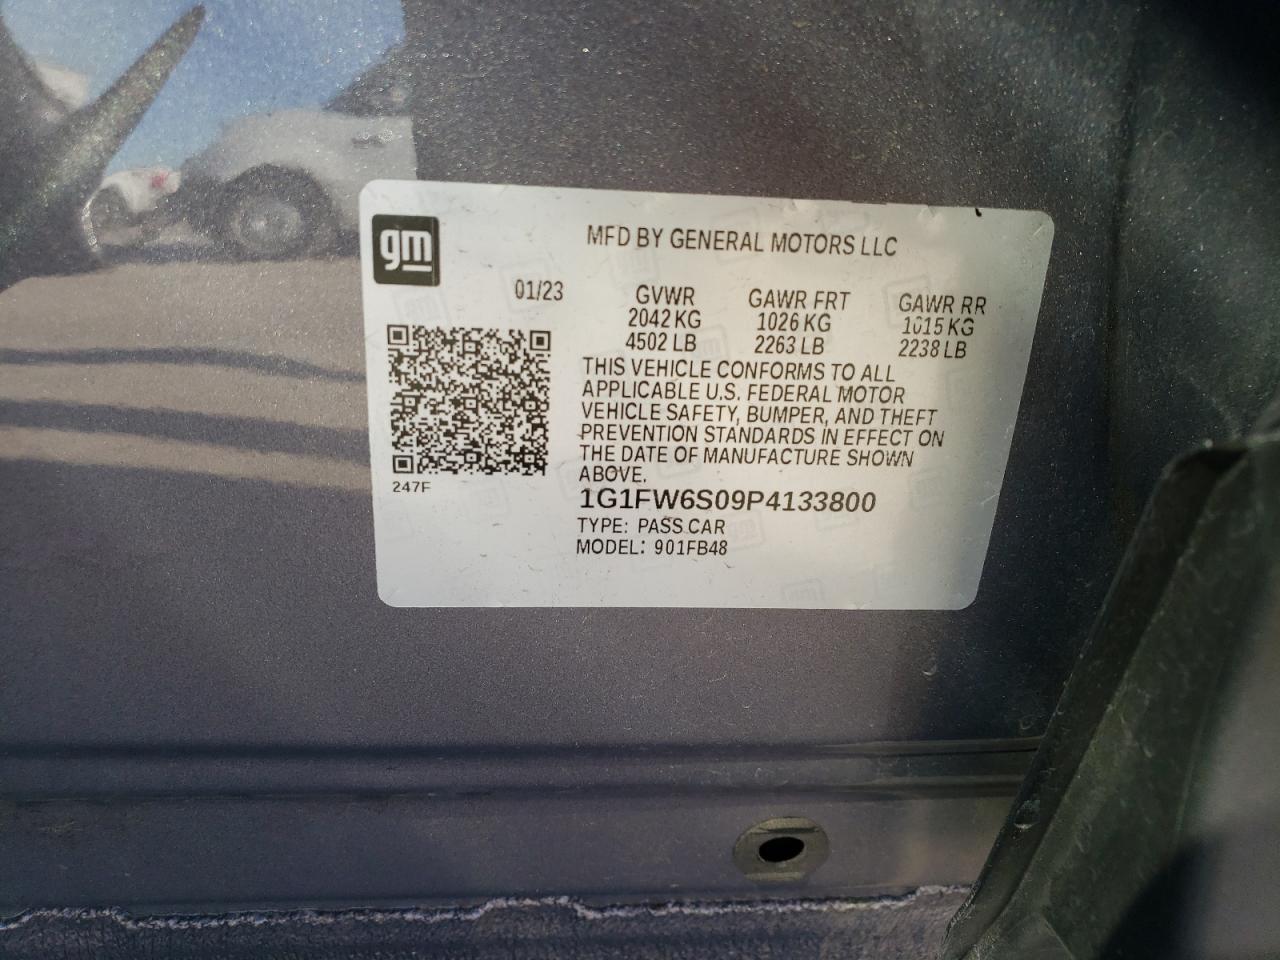 gm
MFD BY GENERAL MOTORS LLC
01/23 GVWR GAWR FRT GAWR RR
2042 KG 1026 KG 1015 KG
4502 LB 2263 LB 2238 LB
THIS VEHICLE CONFORMS TO ALL
APPLICABLE U.S. FEDERAL MOTOR
VEHICLE SAFETY, BUMPER, AND THEFT
PREVENTION STANDARDS IN EFFECT ON
THE DATE OF MANUFACTURE SHOWN
ABOVE.
247F
1G1FW6S09P4133800
TYPE: PASS CAR
MODEL: 901FB48